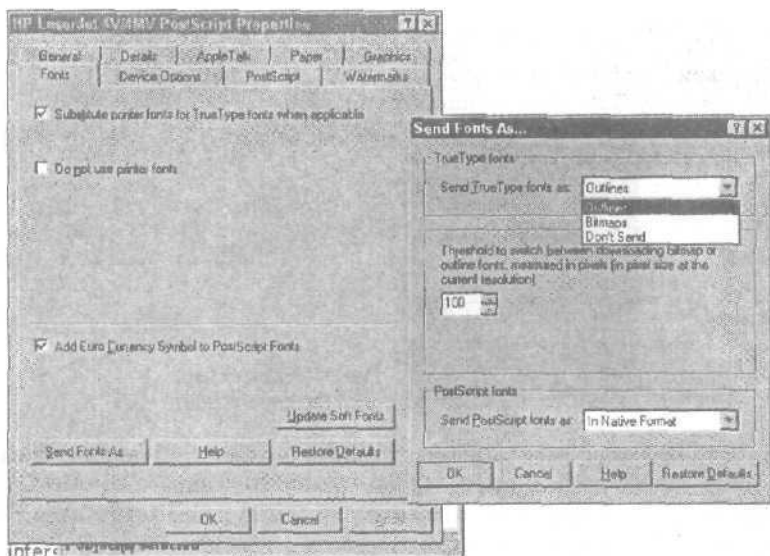 HP LaserJet 4V/4MV PostScript Properties
General Details AppleTalk Paper Graphics
Fonts Device Options PostScript Watermarks
Substitute printer fonts for TrueType fonts when applicable
Do not use printer fonts
Add Euro Currency Symbol to PostScript Fonts
Update Soft Fonts
Send Fonts As Help Restore Defaults
OK Cancel
Send Fonts As...
TrueType fonts
Send TrueType fonts as: Outlines
Outlines
Bitmaps
Don't Send
Threshold to switch between downloading bitmap or
outline fonts, measured in pixels (in pixel size at the
current resolution)
100
PostScript fonts
Send PostScript fonts as: In Native Format
OK Cancel Help Restore Defaults